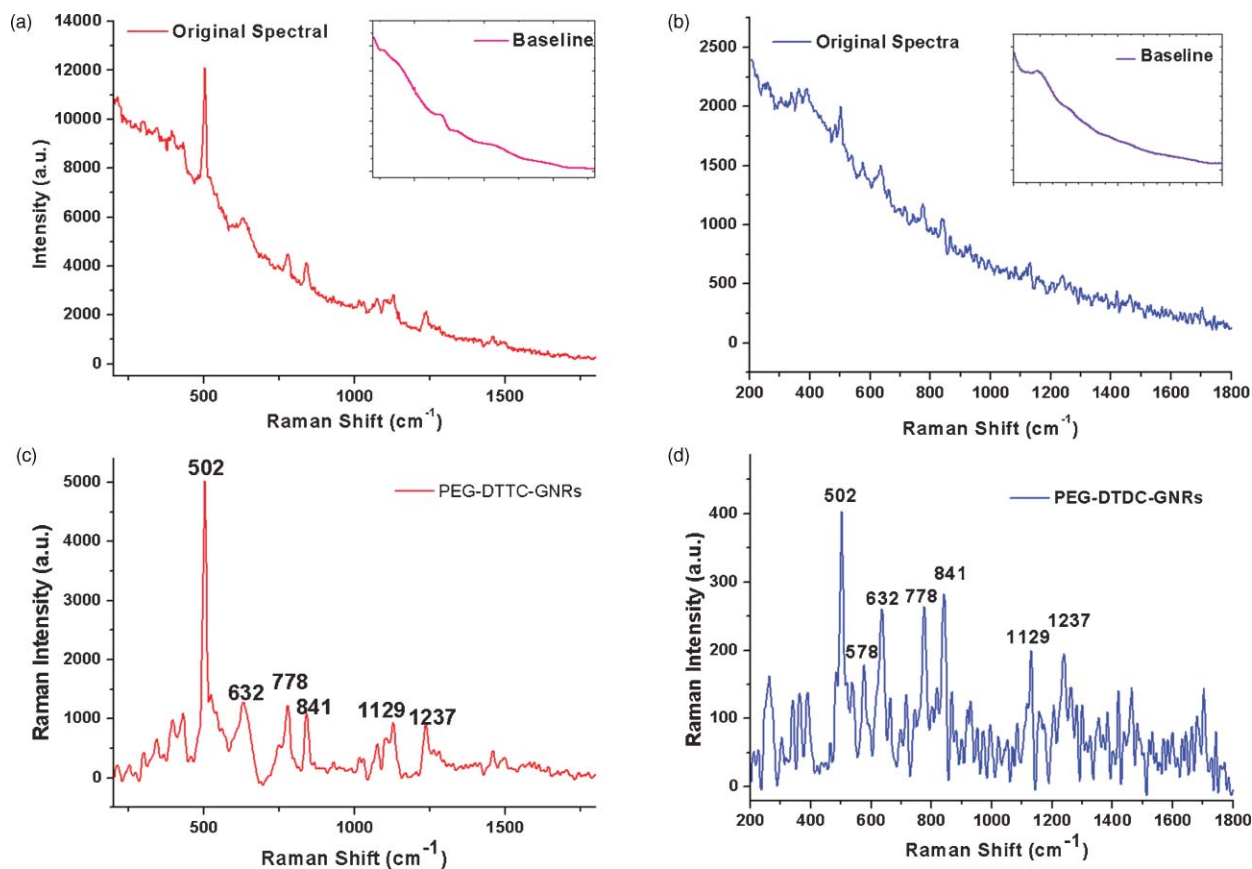 (a)
Original Spectral
Baseline
14000
12000
10000
8000
6000
4000
2000
0
Intensity (a.u.)
500
1000
1500
Raman Shift (cm⁻¹)
(b)
Original Spectra
Baseline
2500
2000
1500
1000
500
0
200 400 600 800 1000 1200 1400 1600 1800
Raman Shift (cm⁻¹)
(c)
502
PEG-DTTC-GNRs
632
778
841
1129
1237
5000
4000
3000
2000
1000
0
Raman Intensity (a.u.)
500
1000
1500
Raman Shift (cm⁻¹)
(d)
502
PEG-DTDC-GNRs
578
632
778
841
1129
1237
400
300
200
100
0
Raman Intensity (a.u.)
200 400 600 800 1000 1200 1400 1600 1800
Raman Shift (cm⁻¹)